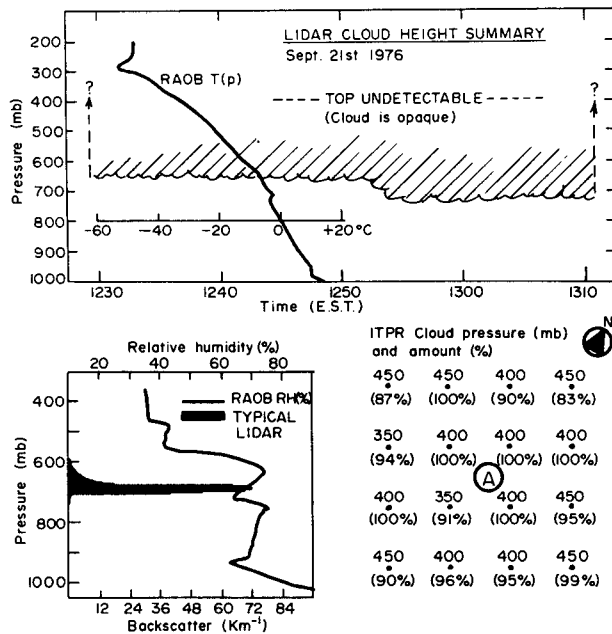 LIDAR CLOUD HEIGHT SUMMARY
Sept. 21st 1976
RAOB T(p)
? ?
---- TOP UNDETECTABLE ----
(Cloud is opaque)
Pressure (mb)
200
300
400
500
600
700
800
900
1000
-60 -40 -20 0 +20 °C
1230 1240 1250 1300 1310
Time (E.S.T.)
Relative humidity (%)
0 20 40 60 80
RAOB RH(%)
TYPICAL
LIDAR
Pressure (mb)
400
600
800
1000
12 24 36 48 60 72 84
Backscatter (Km⁻¹)
N
ITPR Cloud pressure (mb)
and amount (%)
450 450 400 450
(87%) (100%) (90%) (83%)
350 400 400 400
(94%) (100%) (100%) (100%)
A
400 350 400 450
(100%) (91%) (100%) (95%)
450 400 400 450
(90%) (96%) (95%) (99%)